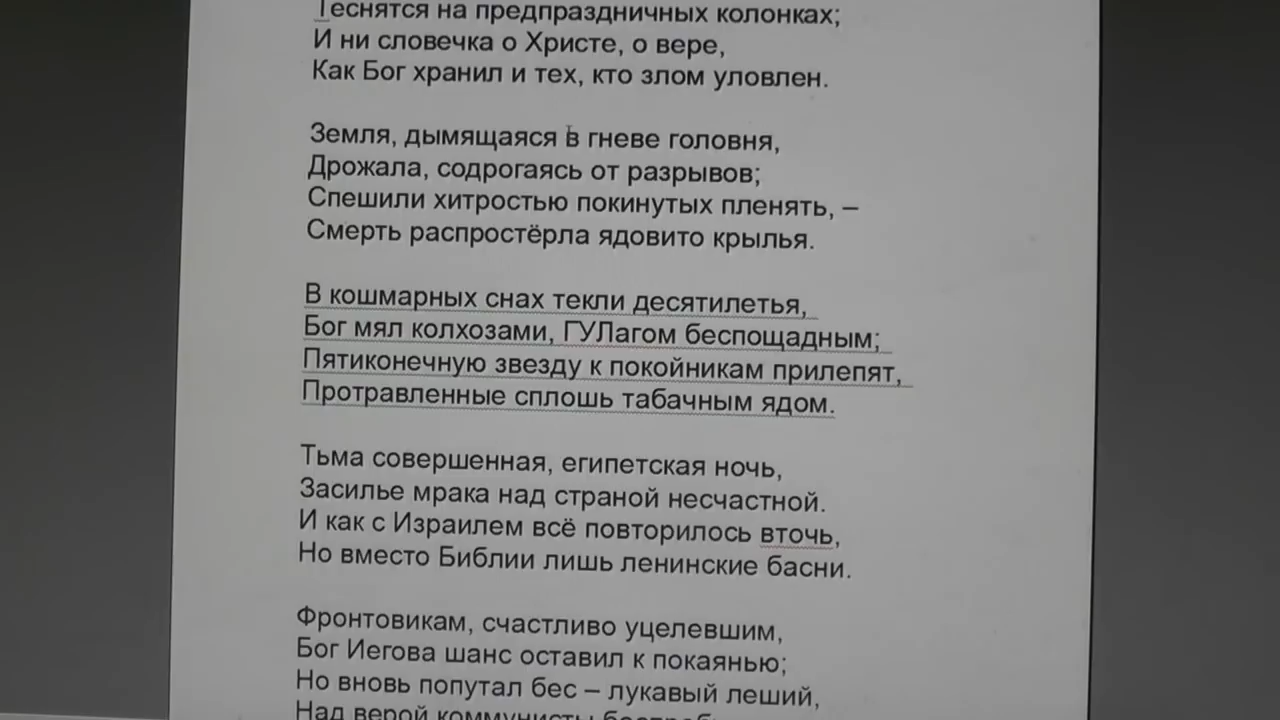 Теснятся на предпраздничных колонках;
И ни словечка о Христе, о вере,
Как Бог хранил и тех, кто злом уловлен.
Земля, дымящаяся в гневе головня,
Дрожала, содрогаясь от разрывов;
Спешили хитростью покинутых пленять, –
Смерть распростёрла ядовито крылья.
В кошмарных снах текли десятилетья,
Бог мял колхозами, ГУЛагом беспощадным;
Пятиконечную звезду к покойникам прилепят,
Протравленные сплошь табачным ядом.
Тьма совершенная, египетская ночь,
Засилье мрака над страной несчастной.
И как с Израилем всё повторилось вточь,
Но вместо Библии лишь ленинские басни.
Фронтовикам, счастливо уцелевшим,
Бог Иегова шанс оставил к покаянью;
Но вновь попутал бес – лукавый леший,
Над верой коммунисты